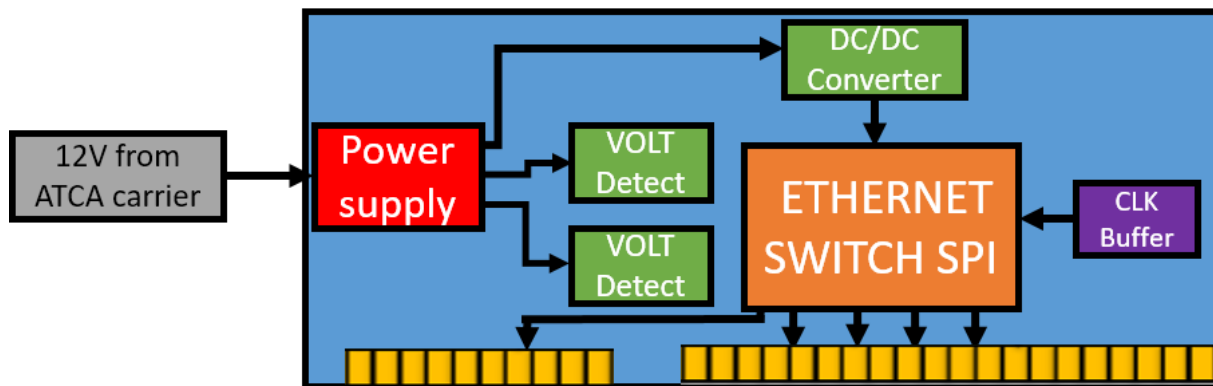 DC/DC
Converter
12V from
ATCA carrier
Power
supply
VOLT
Detect
VOLT
Detect
ETHERNET
SWITCH SPI
CLK
Buffer